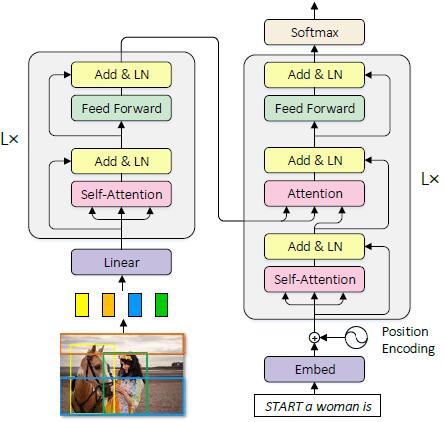 Softmax
Add & LN
Feed Forward
Add & LN
Self-Attention
L×
Linear
Add & LN
Feed Forward
Add & LN
Attention
Add & LN
Self-Attention
L×
Position
Encoding
Embed
START a woman is